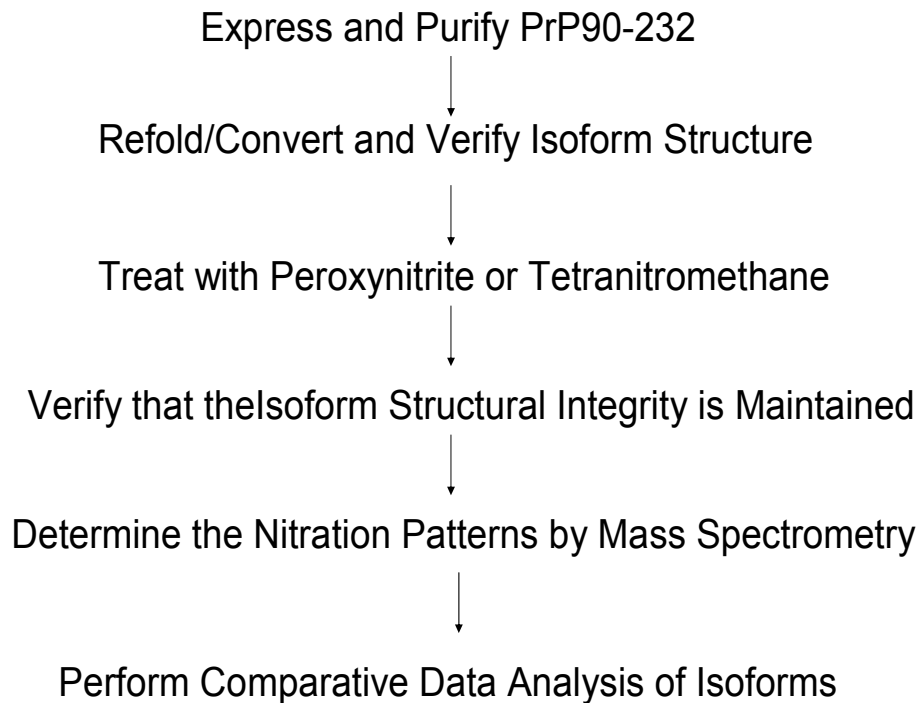 Express and Purify PrP90-232
Refold/Convert and Verify Isoform Structure
Treat with Peroxynitrite or Tetranitromethane
Verify that theIsoform Structural Integrity is Maintained
Determine the Nitration Patterns by Mass Spectrometry
Perform Comparative Data Analysis of Isoforms